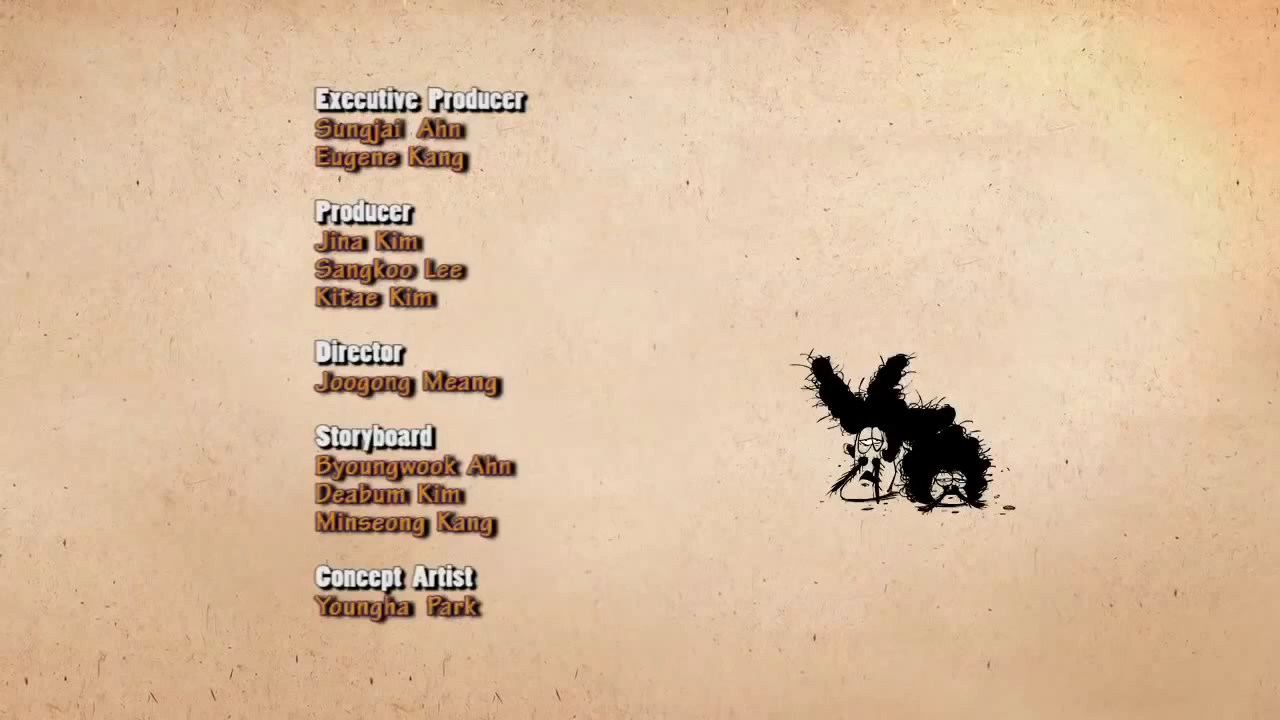 Executive Producer
Sungjai Ahn
Eugene Kang
Producer
Jina Kim
Sangkoo Lee
Kitae Kim
Director
Joogong Meang
Storyboard
Byoungwook Ahn
Deabum Kim
Minseong Kang
Concept Artist
Youngha Park